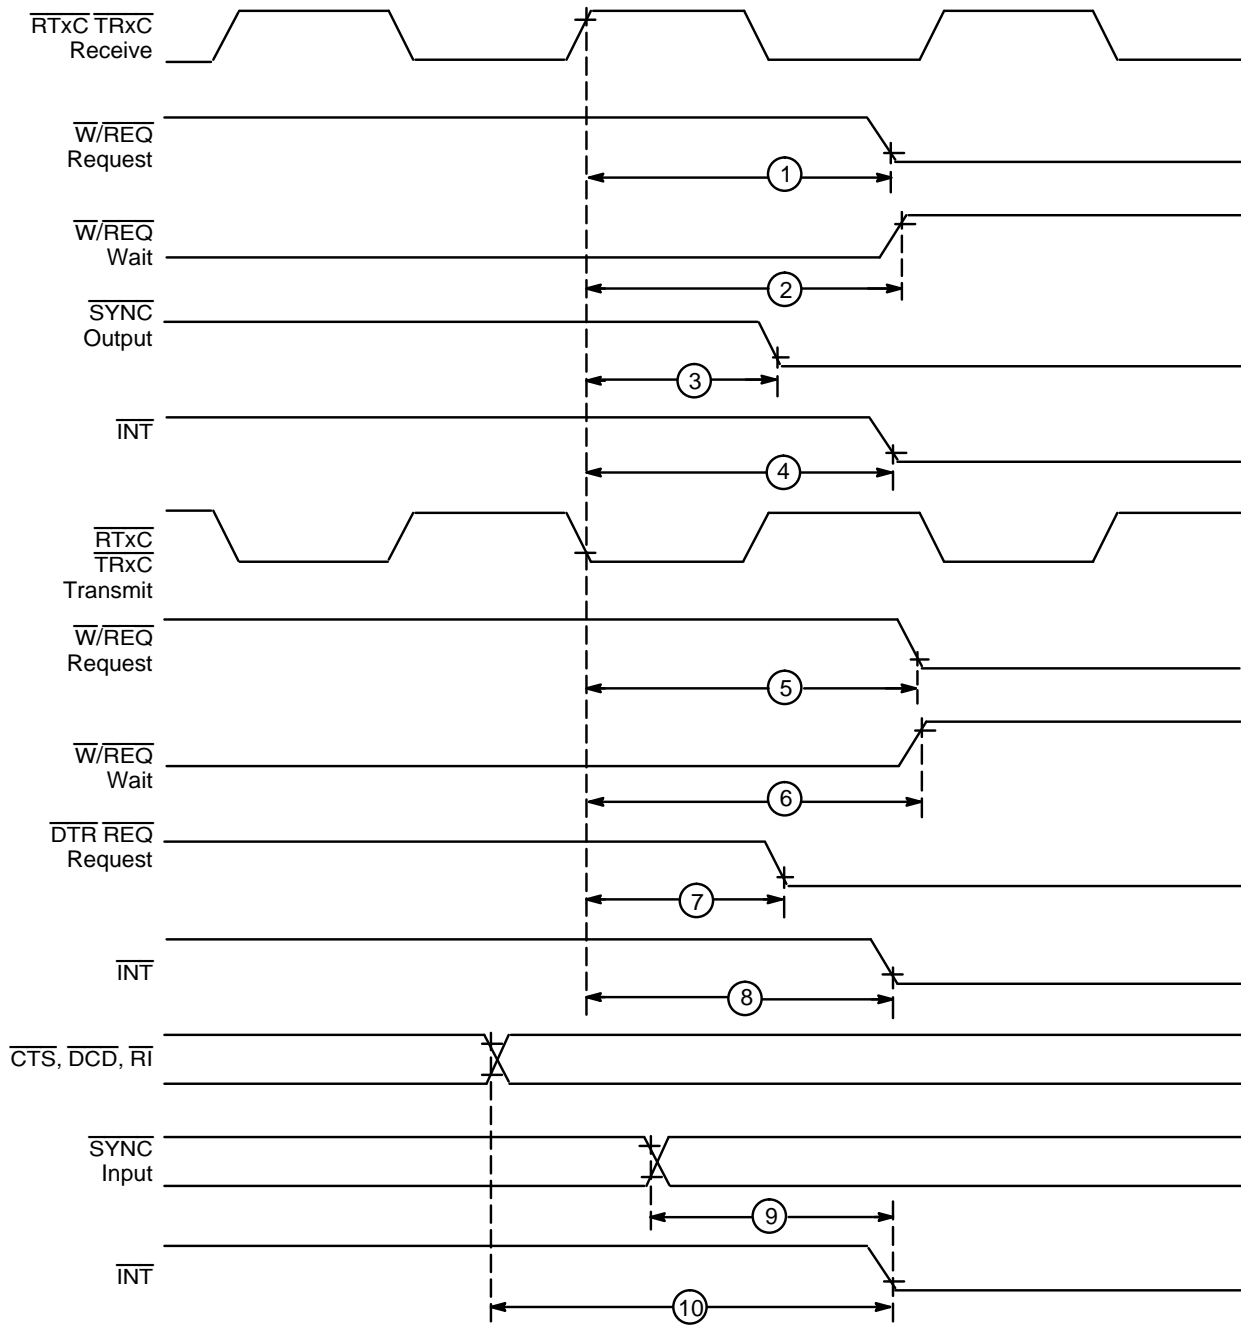 RTxC TRxC
Receive
W/REQ
Request
1
W/REQ
Wait
2
SYNC
Output
3
INT
4
RTxC
TRxC
Transmit
W/REQ
Request
5
W/REQ
Wait
6
DTR REQ
Request
7
INT
8
CTS, DCD, RI
SYNC
Input
9
INT
10